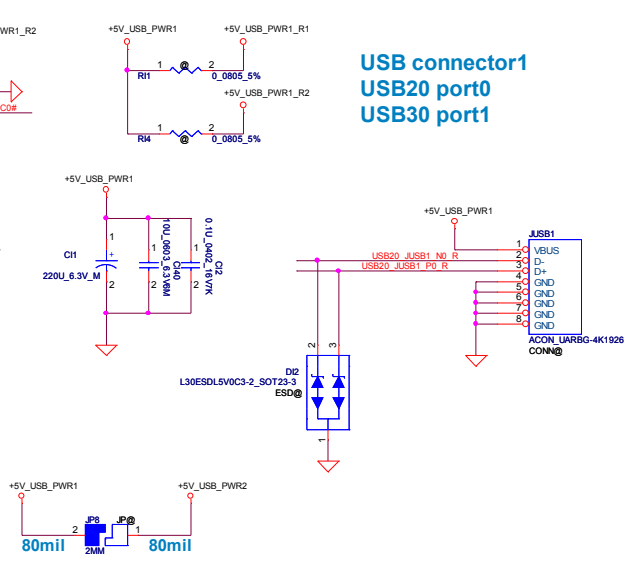 WR1_R2
C0#
+5V_USB_PWR1
+5V_USB_PWR1_R1
1
@
2
RI1
0_0805_5%
+5V_USB_PWR1_R2
1
2
RI4
@
0_0805_5%
USB connector1
USB20 port0
USB30 port1
+5V_USB_PWR1
1
+
CI1
220U_6.3V_M
2
1
2
10U_0603_6.3V6M
CI40
1
2
CI2
0.1U_0402_16V7K
+5V_USB_PWR1
JUSB1
USB20_JUSB1_N0_R
USB20_JUSB1_P0_R
1
2
3
4
5
6
7
8
VBUS
D-
D+
GND
GND
GND
GND
GND
ACON_UARBG-4K1926
CONN@
2
3
DI2
L30ESDL5V0C3-2_SOT23-3
ESD@
1
+5V_USB_PWR1
+5V_USB_PWR2
JP8
JP@
2
1
2MM
80mil
80mil